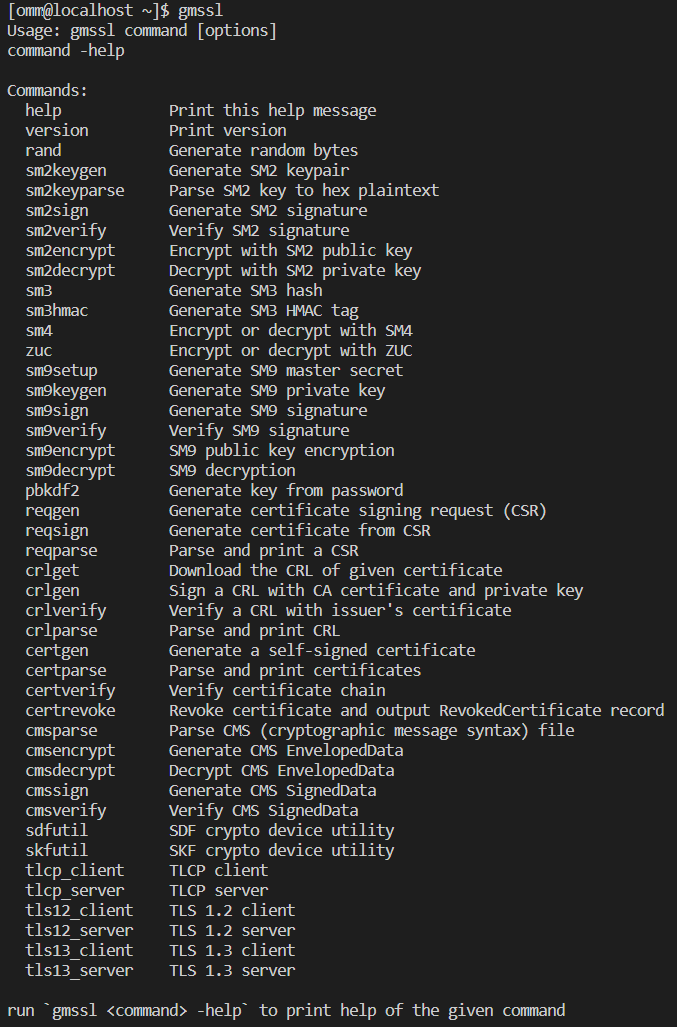 [omm@localhost ~]$ gmssl
Usage: gmssl command [options]
command -help

Commands:
  help            Print this help message
  version         Print version
  rand            Generate random bytes
  sm2keygen       Generate SM2 keypair
  sm2keyparse     Parse SM2 key to hex plaintext
  sm2sign         Generate SM2 signature
  sm2verify       Verify SM2 signature
  sm2encrypt      Encrypt with SM2 public key
  sm2decrypt      Decrypt with SM2 private key
  sm3             Generate SM3 hash
  sm3hmac         Generate SM3 HMAC tag
  sm4             Encrypt or decrypt with SM4
  zuc             Encrypt or decrypt with ZUC
  sm9setup        Generate SM9 master secret
  sm9keygen       Generate SM9 private key
  sm9sign         Generate SM9 signature
  sm9verify       Verify SM9 signature
  sm9encrypt      SM9 public key encryption
  sm9decrypt      SM9 decryption
  pbkdf2          Generate key from password
  reqgen          Generate certificate signing request (CSR)
  reqsign         Generate certificate from CSR
  reqparse        Parse and print a CSR
  crlget          Download the CRL of given certificate
  crlgen          Sign a CRL with CA certificate and private key
  crlverify       Verify a CRL with issuer's certificate
  crlparse        Parse and print CRL
  certgen         Generate a self-signed certificate
  certparse       Parse and print certificates
  certverify      Verify certificate chain
  certrevoke      Revoke certificate and output RevokedCertificate record
  cmsparse        Parse CMS (cryptographic message syntax) file
  cmsencrypt      Generate CMS EnvelopedData
  cmsdecrypt      Decrypt CMS EnvelopedData
  cmssign         Generate CMS SignedData
  cmsverify       Verify CMS SignedData
  sdfutil         SDF crypto device utility
  skfutil         SKF crypto device utility
  tlcp_client     TLCP client
  tlcp_server     TLCP server
  tls12_client    TLS 1.2 client
  tls12_server    TLS 1.2 server
  tls13_client    TLS 1.3 client
  tls13_server    TLS 1.3 server

run `gmssl <command> -help` to print help of the given command